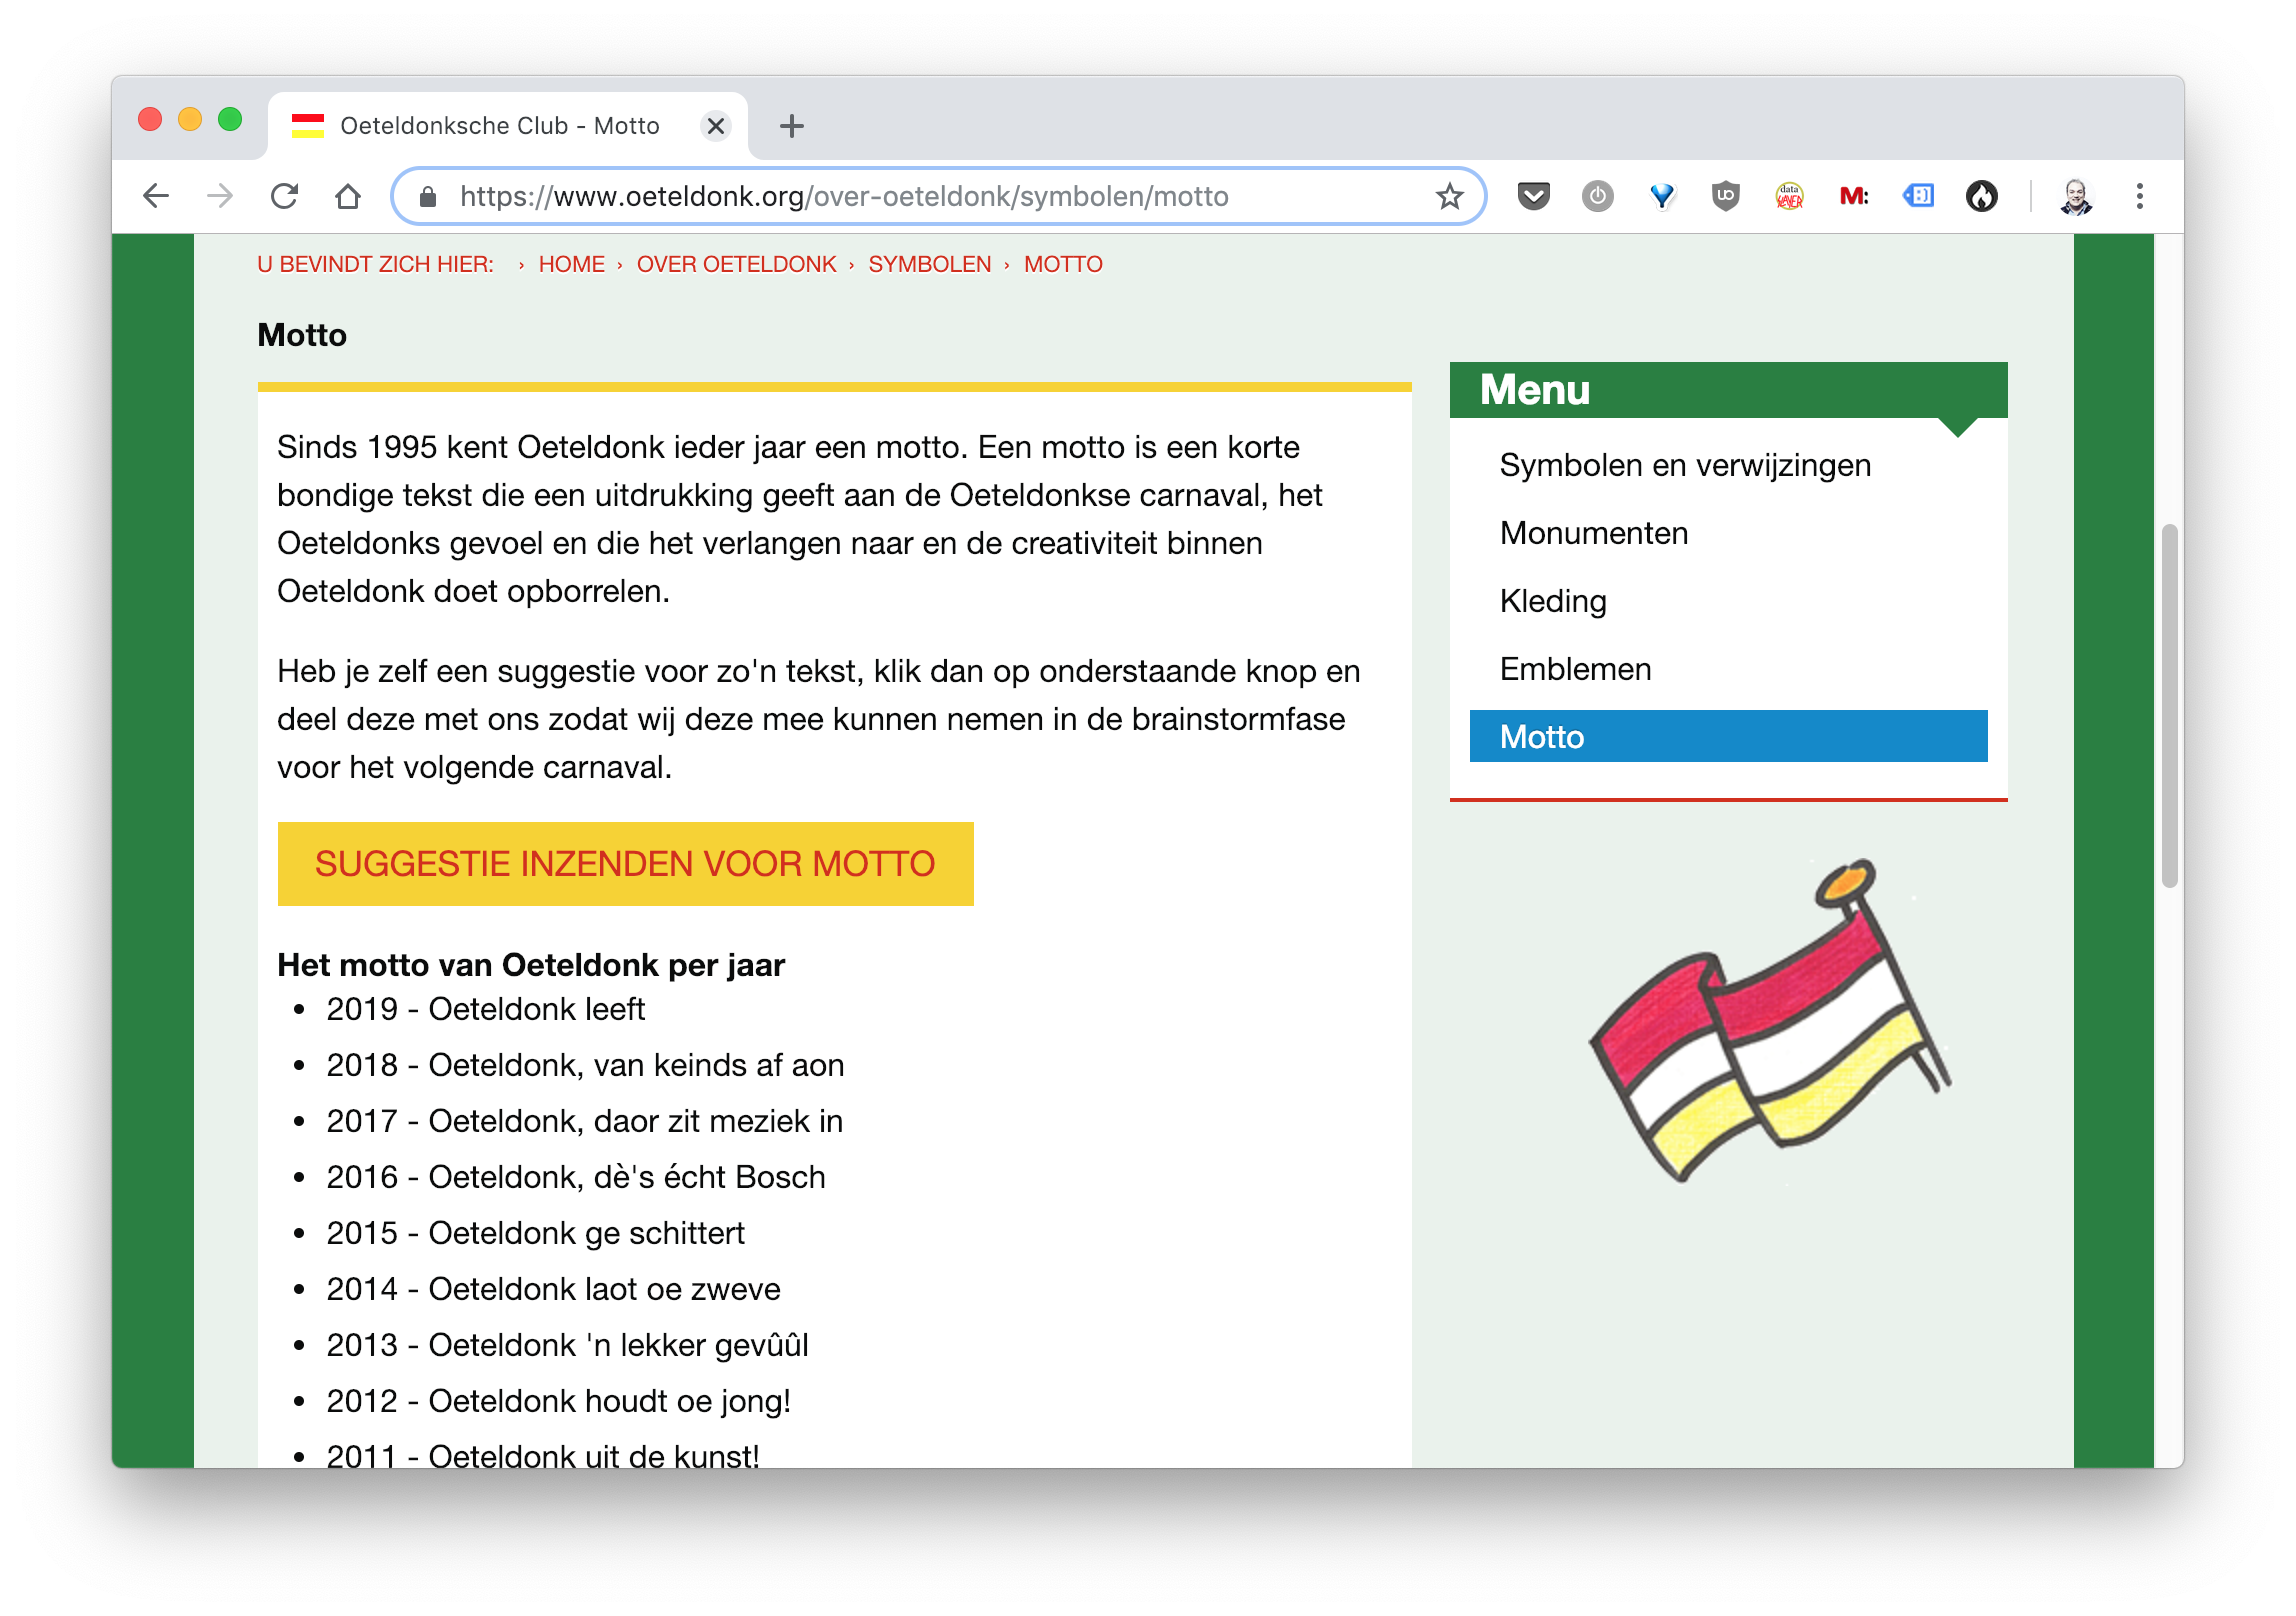 Oeteldonksche Club - Motto
https://www.oeteldonk.org/over-oeteldonk/symbolen/motto
uo
data
M:
U BEVINDT ZICH HIER: › HOME › OVER OETELDONK › SYMBOLEN › MOTTO
Motto
Sinds 1995 kent Oeteldonk ieder jaar een motto. Een motto is een korte
bondige tekst die een uitdrukking geeft aan de Oeteldonkse carnaval, het
Oeteldonks gevoel en die het verlangen naar en de creativiteit binnen
Oeteldonk doet opborrelen.
Heb je zelf een suggestie voor zo'n tekst, klik dan op onderstaande knop en
deel deze met ons zodat wij deze mee kunnen nemen in de brainstormfase
voor het volgende carnaval.
SUGGESTIE INZENDEN VOOR MOTTO
Het motto van Oeteldonk per jaar
• 2019 - Oeteldonk leeft
• 2018 - Oeteldonk, van keinds af aon
• 2017 - Oeteldonk, daor zit meziek in
• 2016 - Oeteldonk, dè's écht Bosch
• 2015 - Oeteldonk ge schittert
• 2014 - Oeteldonk laot oe zweve
• 2013 - Oeteldonk 'n lekker gevûûl
• 2012 - Oeteldonk houdt oe jong!
• 2011 - Oeteldonk uit de kunst!
Menu
Symbolen en verwijzingen
Monumenten
Kleding
Emblemen
Motto